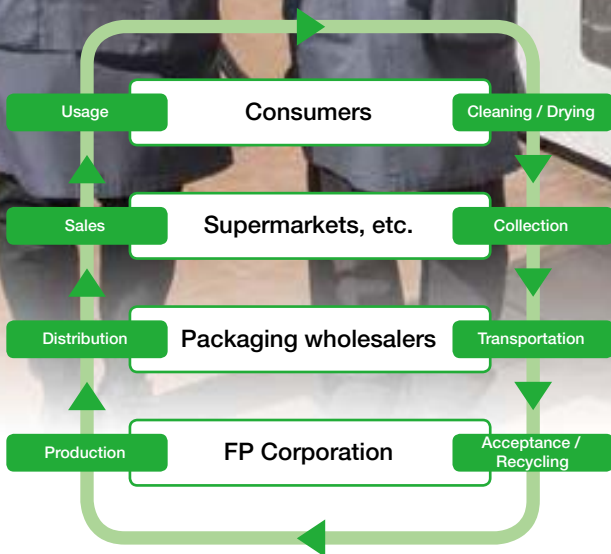 Usage
Consumers
Cleaning / Drying
Sales
Supermarkets, etc.
Collection
Distribution
Packaging wholesalers
Transportation
Production
FP Corporation
Acceptance /
Recycling